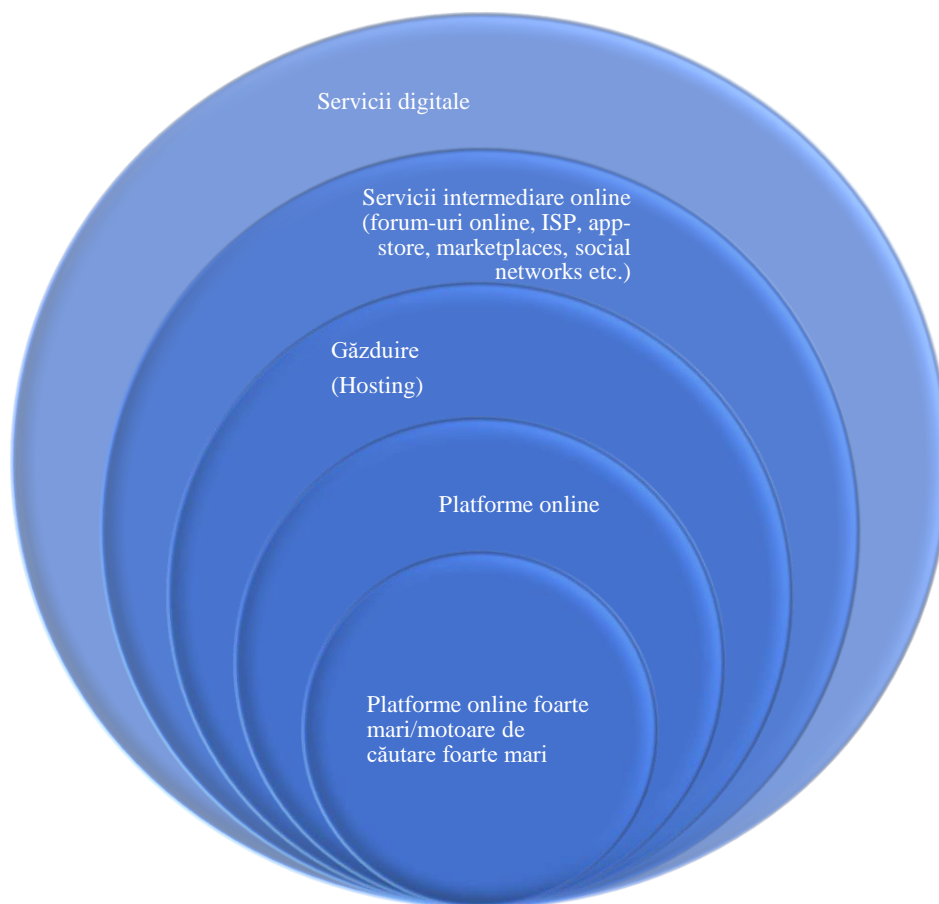 Servicii digitale
Servicii intermediare online
(forum-uri online, ISP, app-
store, marketplaces, social
networks etc.)
Găzduire
(Hosting)
Platforme online
Platforme online foarte
mari/motoare de
căutare foarte mari